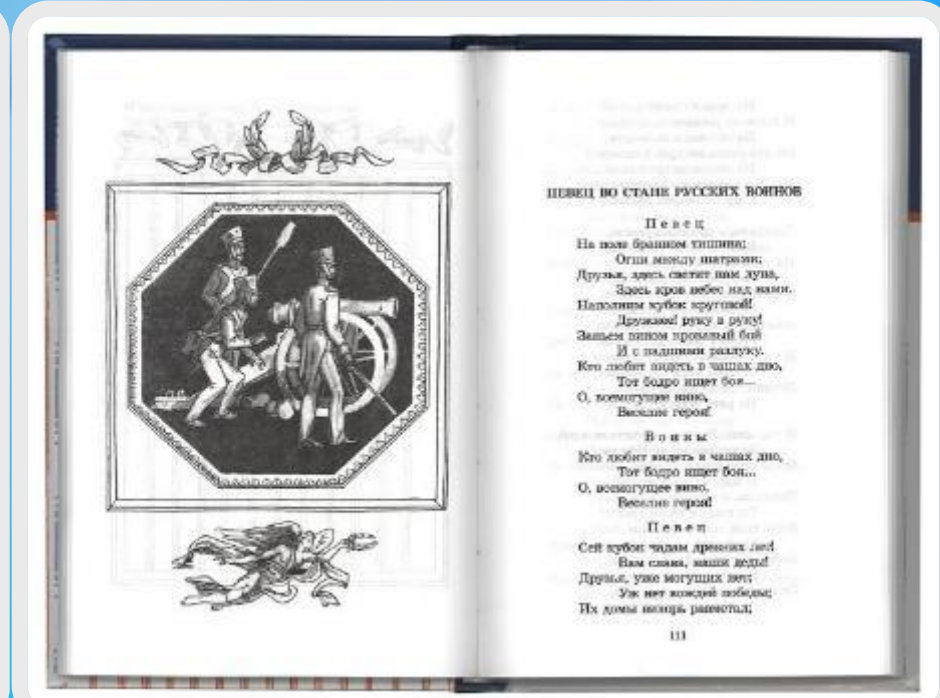 ПЕВЕЦ ВО СТАНЕ РУССКИХ ВОИНОВ
Певец
На поле бранном тишина;
Огни между шатрами;
Друзья, здесь светит нам луна,
Здесь кров небес над нами.
Наполним кубок круговой!
Дружнее! руку в руку!
Запьем вином кровавый бой
И с падшими разлуку.
Кто любит видеть в чашах дно,
Тот бодро ищет боя...
О, всемогущее вино,
Веселие героя!
Воины
Кто любит видеть в чашах дно,
Тот бодро ищет боя...
О, всемогущее вино,
Веселие героя!
Певец
Сей кубок чадам древних лет!
Вам слава, наши деды!
Друзья, уже могущих нет;
Уж нет вождей победы;
Их домы вихорь разметал;
111